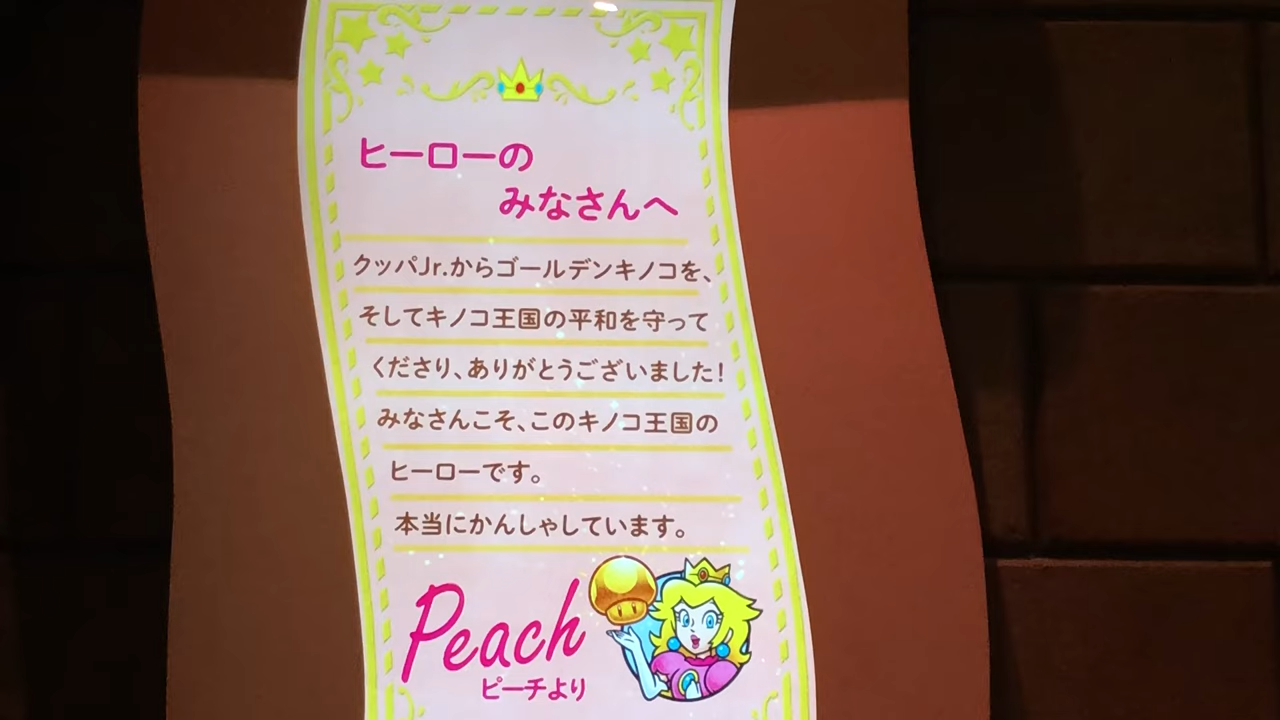 ヒーローの
みなさんへ
クッパJr.からゴールデンキノコを、
そしてキノコ王国の平和を守って
くださり、ありがとうございました!
みなさんこそ、このキノコ王国の
ヒーローです。
本当にかんしゃしています。
Peach
ピーチより